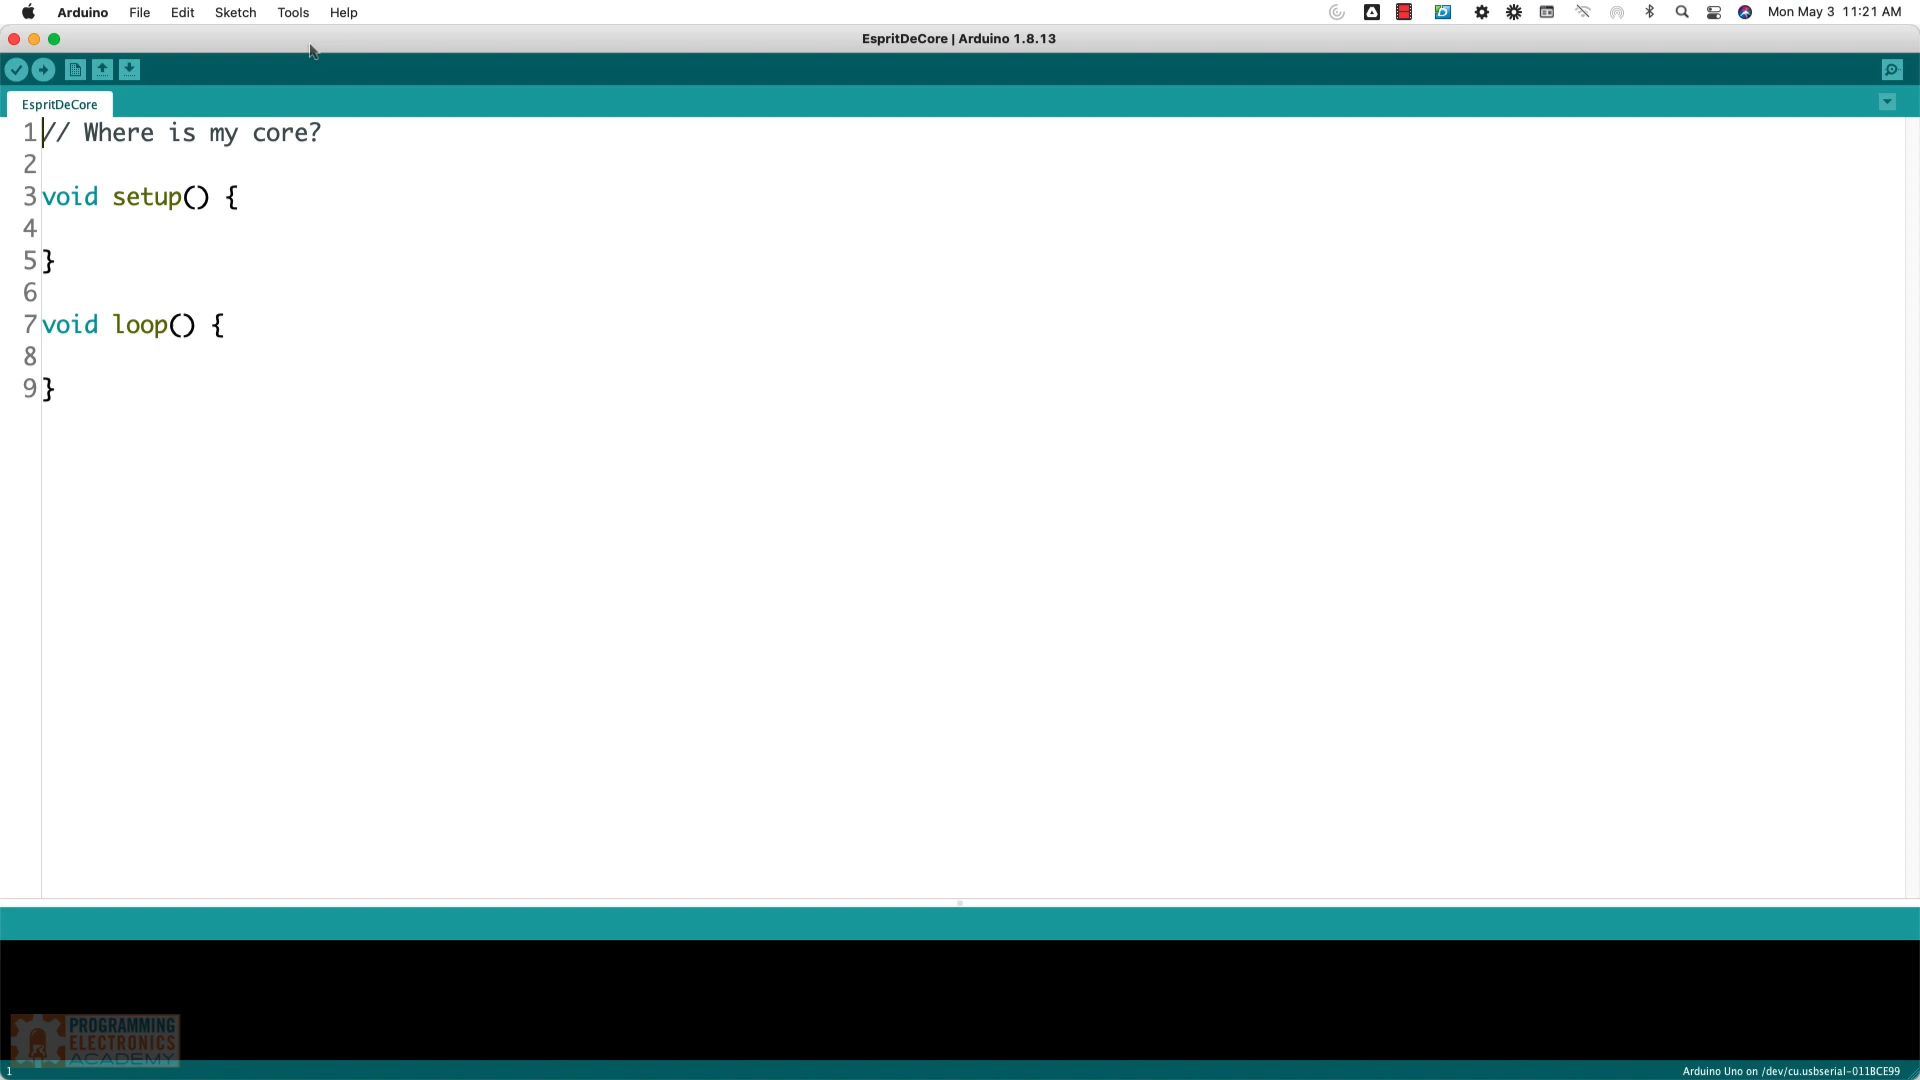 Arduino File Edit Sketch Tools Help Mon May 3 11:21 AM
EspritDeCore | Arduino 1.8.13
EspritDeCore
1 // Where is my core?
2
3 void setup() {
4
5 }
6
7 void loop() {
8
9 }
PROGRAMMING
ELECTRONICS
ACADEMY
1 Arduino Uno on /dev/cu.usbserial-011BCE99